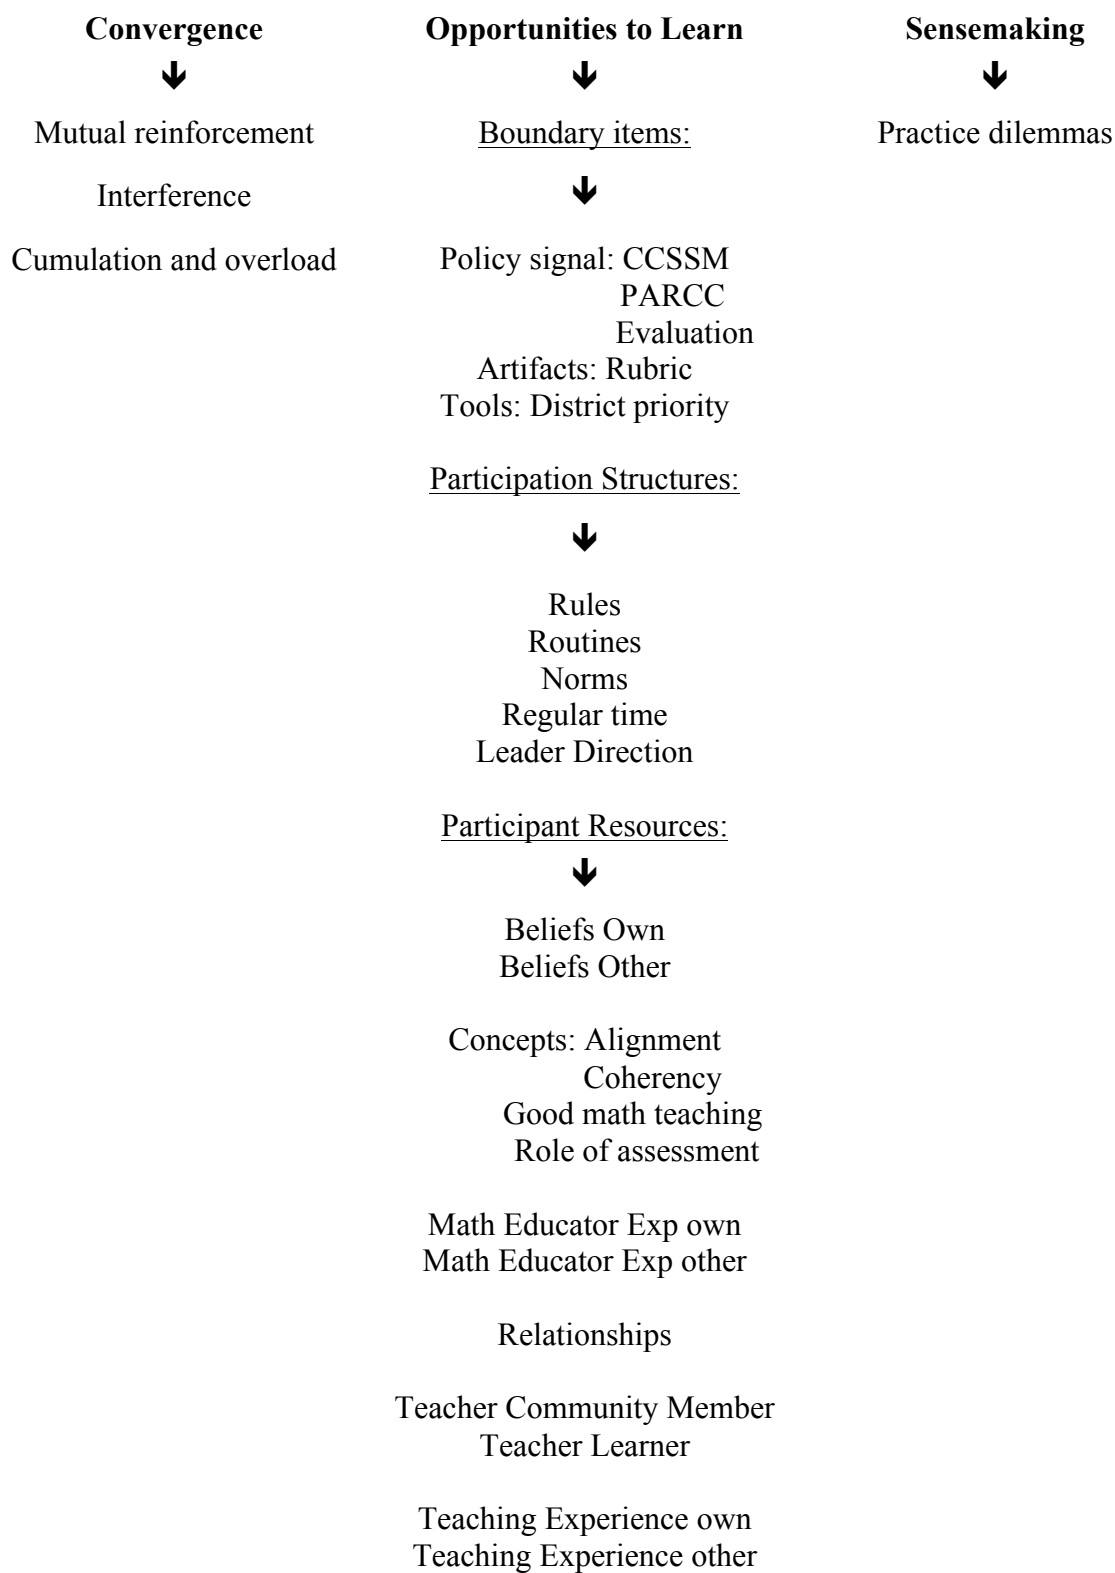 Convergence
Mutual reinforcement
Interference
Cumulation and overload
Opportunities to Learn
Boundary items:
Policy signal: CCSSM
PARCC
Evaluation
Artifacts: Rubric
Tools: District priority
Participation Structures:
Rules
Routines
Norms
Regular time
Leader Direction
Participant Resources:
Beliefs Own
Beliefs Other
Concepts: Alignment
Coherency
Good math teaching
Role of assessment
Math Educator Exp own
Math Educator Exp other
Relationships
Teacher Community Member
Teacher Learner
Teaching Experience own
Teaching Experience other
Sensemaking
Practice dilemmas